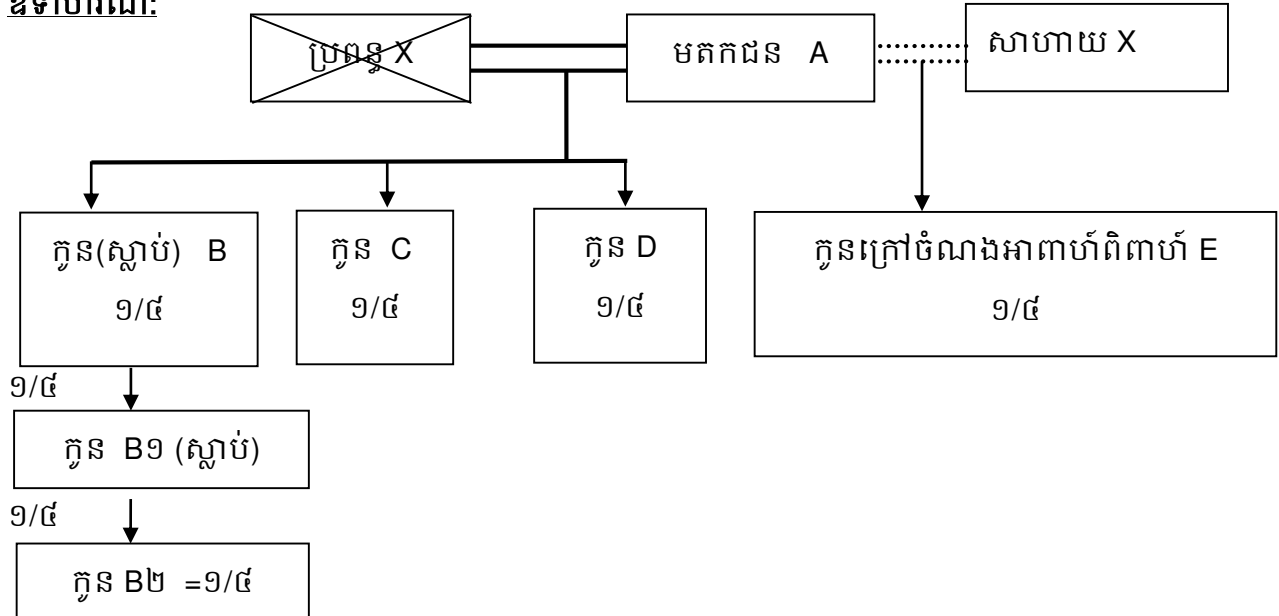 ឧទាហរណ៍:
ប្រពន្ធ X
មតកជន A
សាហាយ X
កូន(ស្លាប់) B
១/៤
កូន C
១/៤
កូន D
១/៤
កូនក្រៅចំណងអាពាហ៍ពិពាហ៍ E
១/៤
១/៤
កូន B១ (ស្លាប់)
១/៤
កូន B២ =១/៤